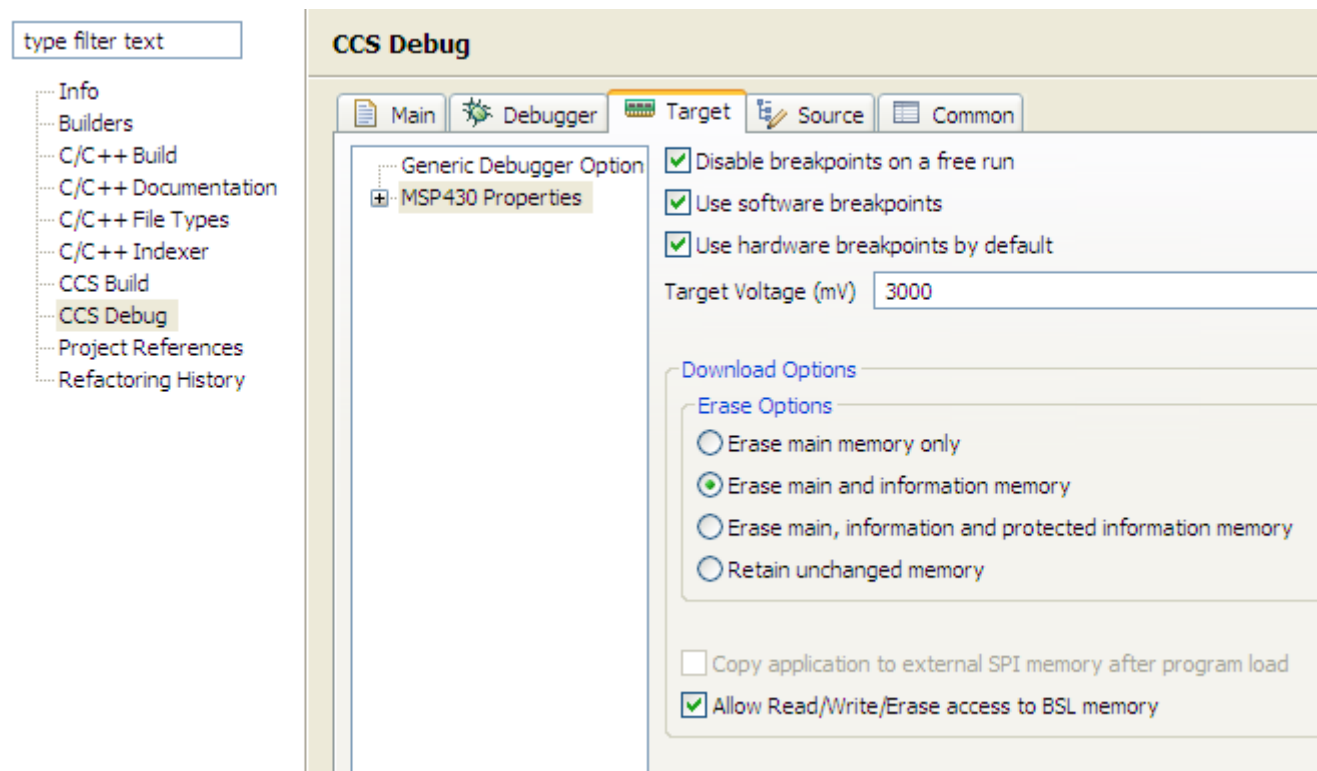 type filter text
Info
Builders
C/C++ Build
C/C++ Documentation
C/C++ File Types
C/C++ Indexer
CCS Build
CCS Debug
Project References
Refactoring History
CCS Debug
Main Debugger Target Source Common
Generic Debugger Option
MSP430 Properties
Disable breakpoints on a free run
Use software breakpoints
Use hardware breakpoints by default
Target Voltage (mV) 3000
Download Options
Erase Options
Erase main memory only
Erase main and information memory
Erase main, information and protected information memory
Retain unchanged memory
Copy application to external SPI memory after program load
Allow Read/Write/Erase access to BSL memory